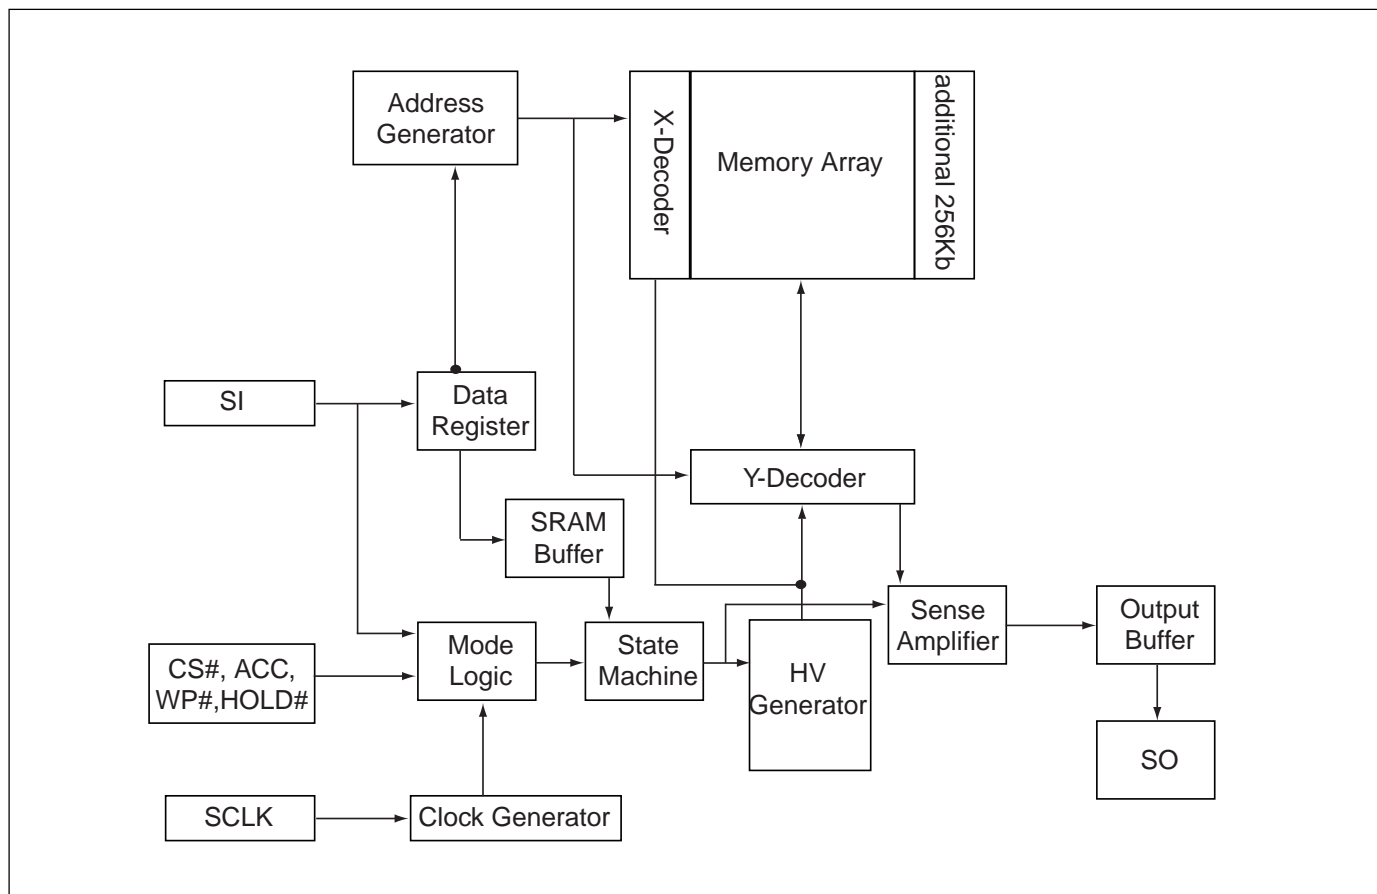 Address
Generator
X-Decoder
Memory Array
additional 256Kb
SI
Data
Register
Y-Decoder
SRAM
Buffer
Sense
Amplifier
Output
Buffer
Mode
Logic
State
Machine
HV
Generator
CS#, ACC,
WP#,HOLD#
SO
SCLK
Clock Generator